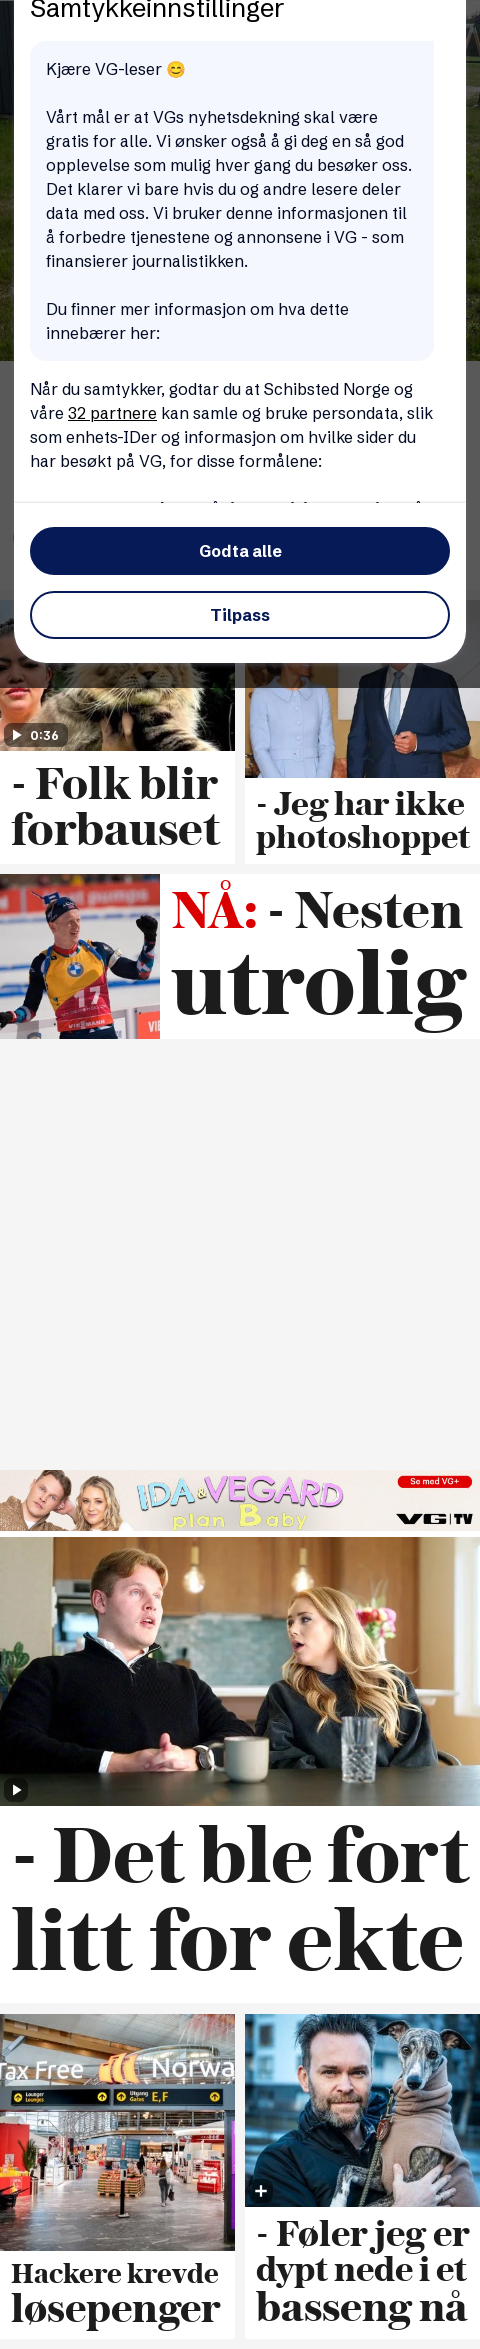 Samtykkeinnstillinger
Kjære VG-leser 😊
Vårt mål er at VGs nyhetsdekning skal være
gratis for alle. Vi ønsker også å gi deg en så god
opplevelse som mulig hver gang du besøker oss.
Det klarer vi bare hvis du og andre lesere deler
data med oss. Vi bruker denne informasjonen til
å forbedre tjenestene og annonsene i VG - som
finansierer journalistikken.
Du finner mer informasjon om hva dette
innebærer her:
Når du samtykker, godtar du at Schibsted Norge og
våre 32 partnere kan samle og bruke persondata, slik
som enhets-IDer og informasjon om hvilke sider du
har besøkt på VG, for disse formålene:
Godta alle
Tilpass
0:36
- Folk blir
forbauset
- Jeg har ikke
photoshoppet
17
VIESSMANN
VIE
NÅ: - Nesten
utrolig
IDA & VEGARD
plan Baby
Se med VG+
VG TV
- Det ble fort
litt for ekte
Tax Free
Norwa
Lounger
Lounges
Utgang
Gates
E,F
Hackere krevde
løsepenger
- Føler jeg er
dypt nede i et
basseng nå